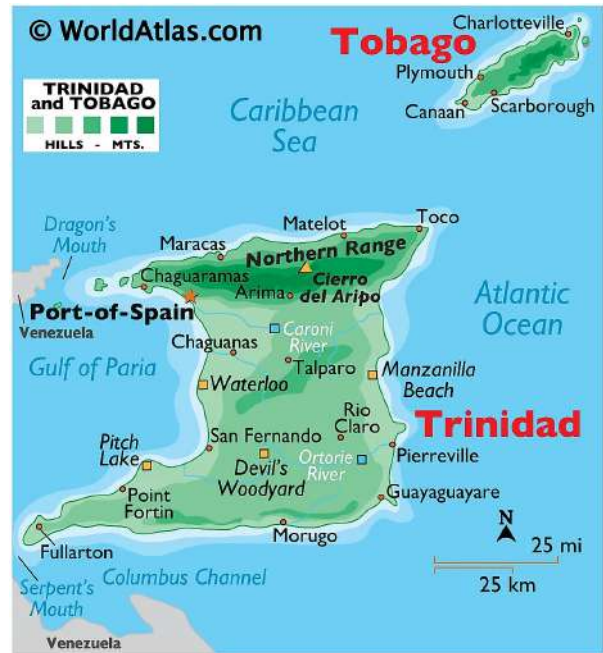 © WorldAtlas.com
Tobago
Charlotteville
Plymouth
Scarborough
Canaan
TRINIDAD
and TOBAGO
HILLS - MTS.
Caribbean
Sea
Dragon's
Mouth
Maracas
Matelot
Toco
Northern Range
Chaguaramas
Cierro
del Aripo
Arima
Port-of-Spain
Venezuela
Atlantic
Ocean
Caroni
River
Chaguanas
Gulf of Paria
Talparo
Manzanilla
Beach
Waterloo
Rio
Claro
Trinidad
San Fernando
Pitch
Lake
Devil's
Woodyard
Ortorie
River
Pierreville
Point
Fortin
Guayaguayare
Fullarton
Morugo
N
25 mi
25 km
Columbus Channel
Serpent's
Mouth
Venezuela